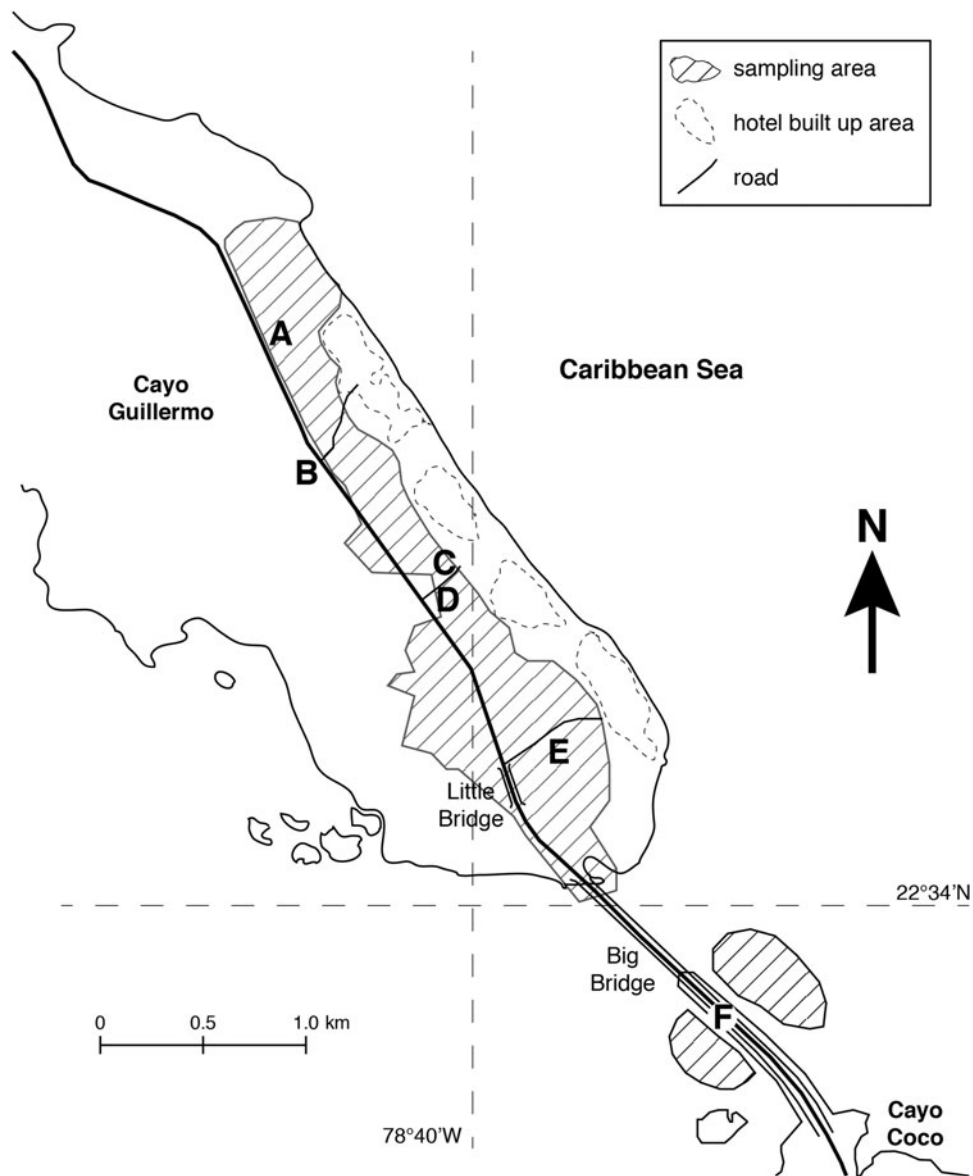 sampling area
hotel built up area
road
A
Caribbean Sea
Cayo
Guillermo
B
N
C
D
E
Little
Bridge
22°34'N
Big
Bridge
F
0 0.5 1.0 km
Cayo
Coco
78°40'W